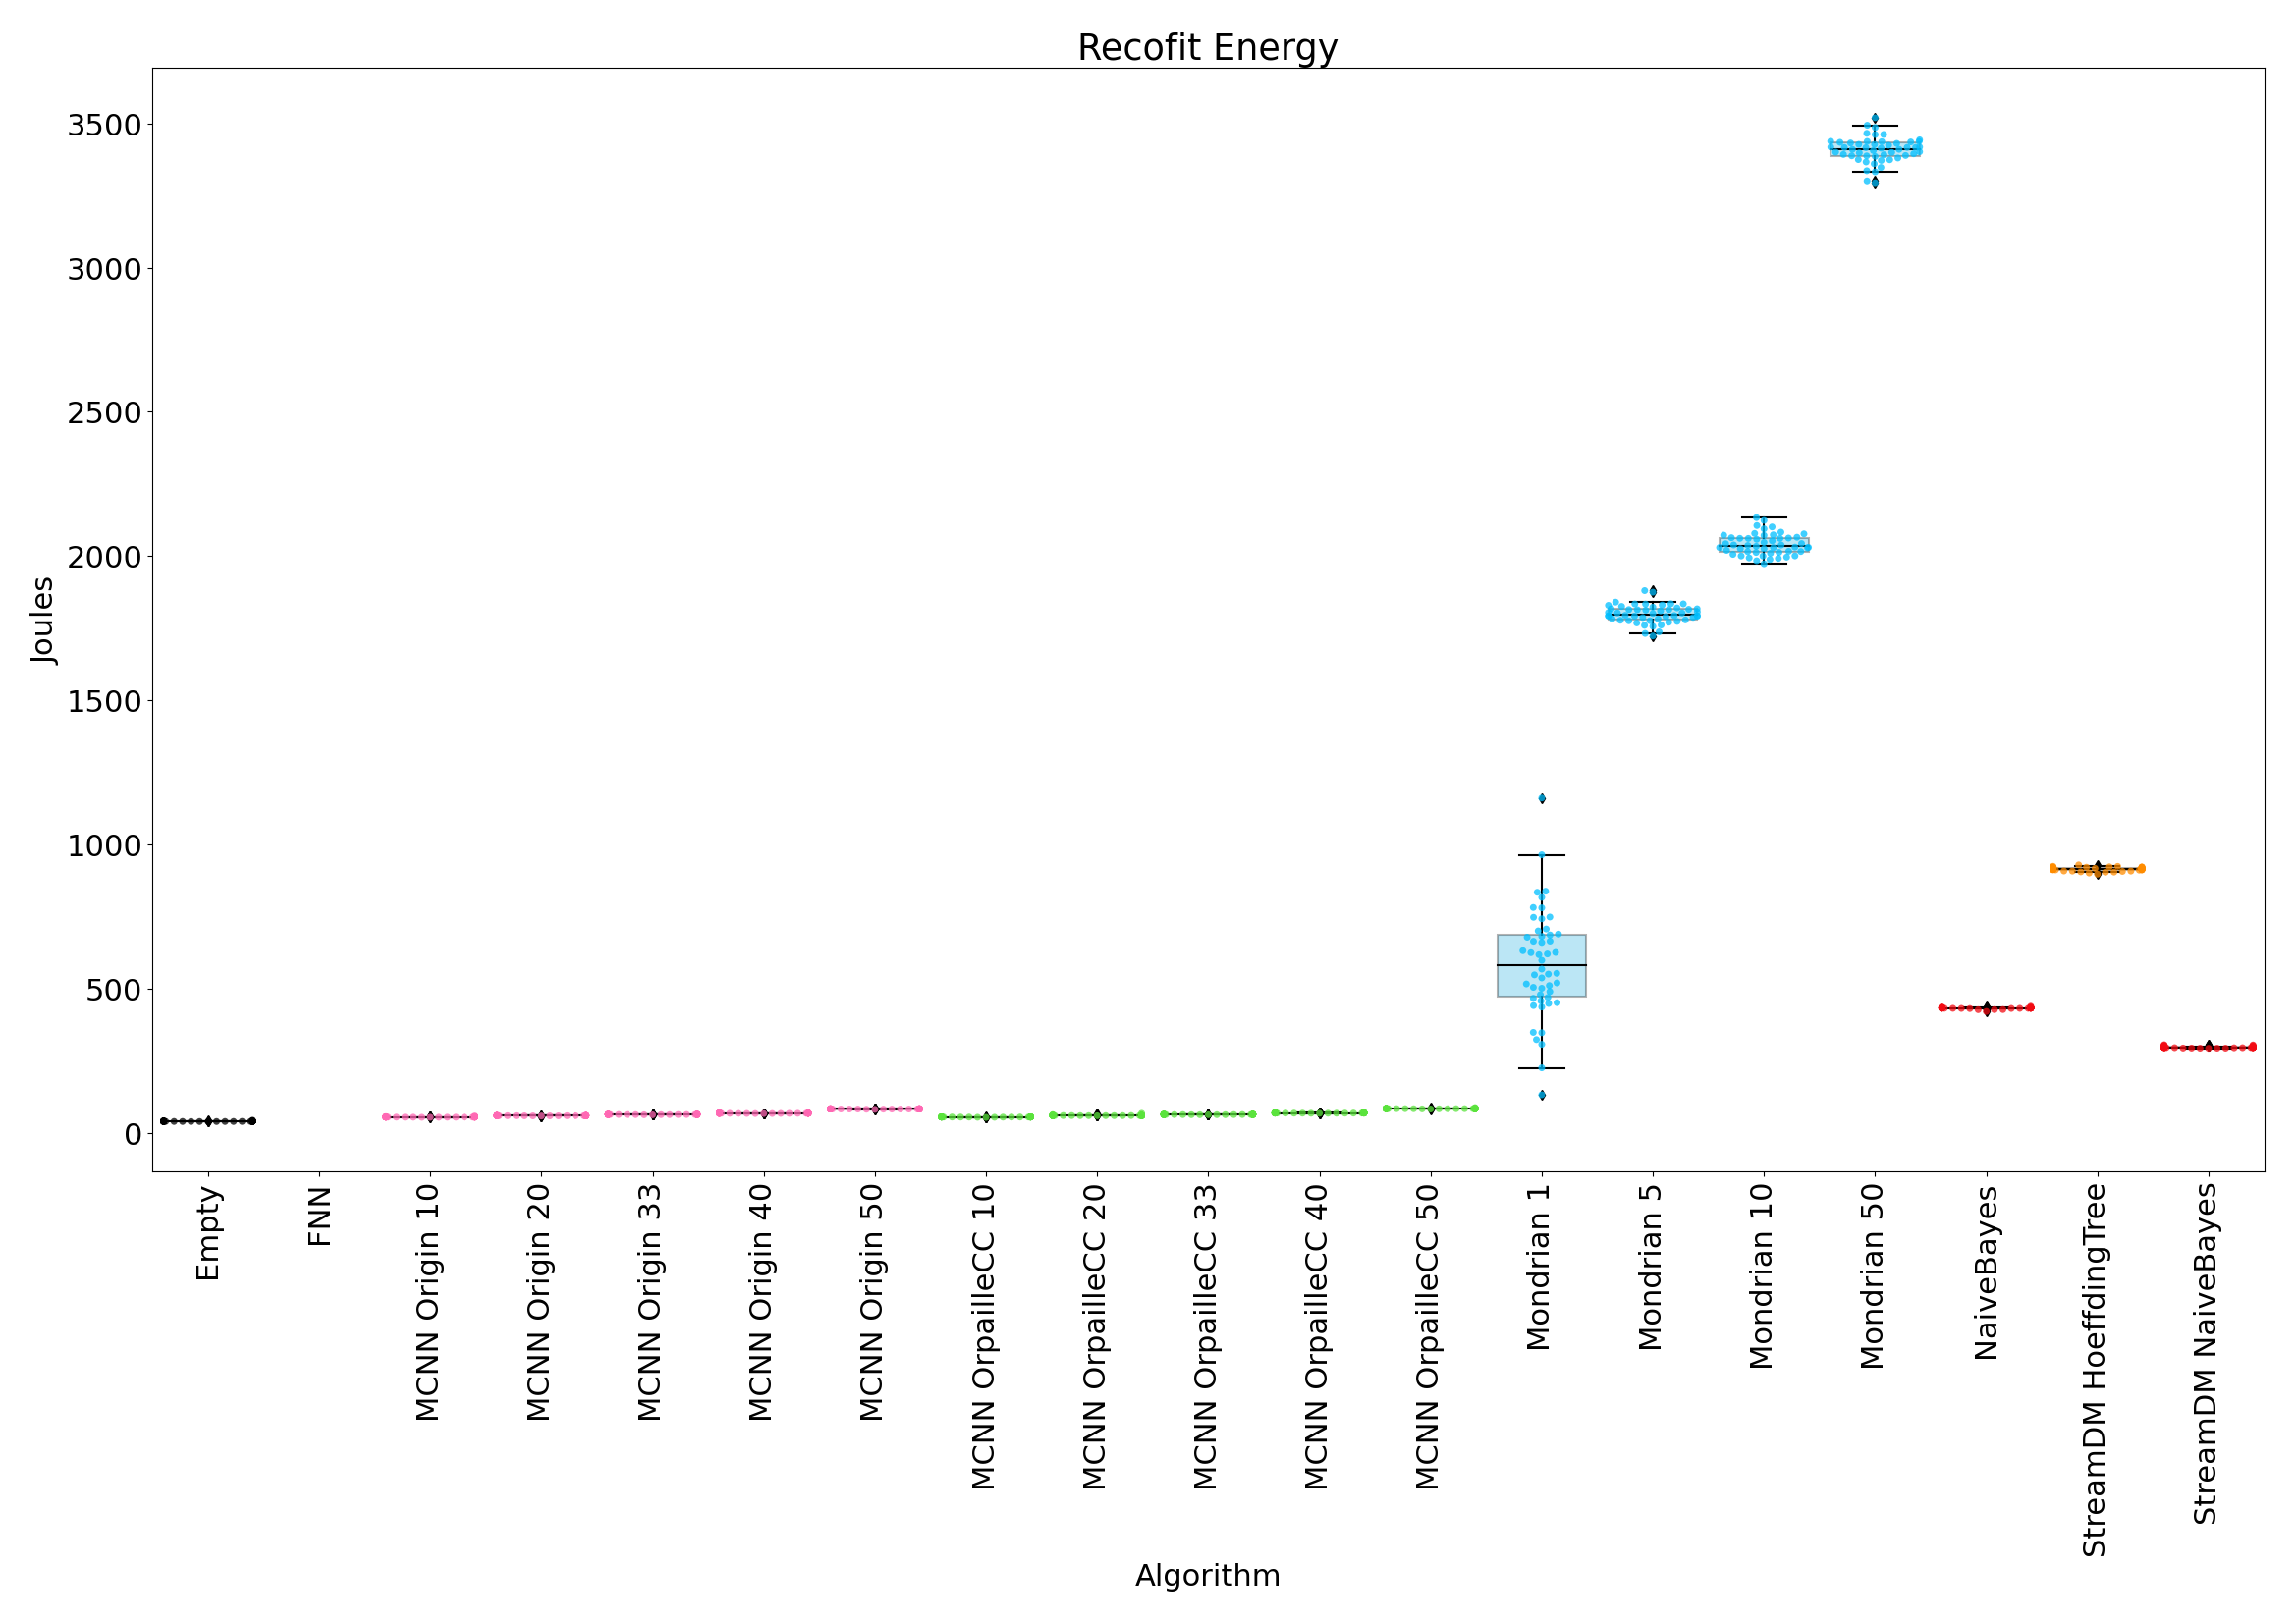 Recofit Energy
3500
3000
2500
2000
1500
1000
500
0
Joules
Empty
FNN
MCNN Origin 10
MCNN Origin 20
MCNN Origin 33
MCNN Origin 40
MCNN Origin 50
MCNN OrpailleCC 10
MCNN OrpailleCC 20
MCNN OrpailleCC 33
MCNN OrpailleCC 40
MCNN OrpailleCC 50
Mondrian 1
Mondrian 5
Mondrian 10
Mondrian 50
NaiveBayes
StreamDM HoeffdingTree
StreamDM NaiveBayes
Algorithm